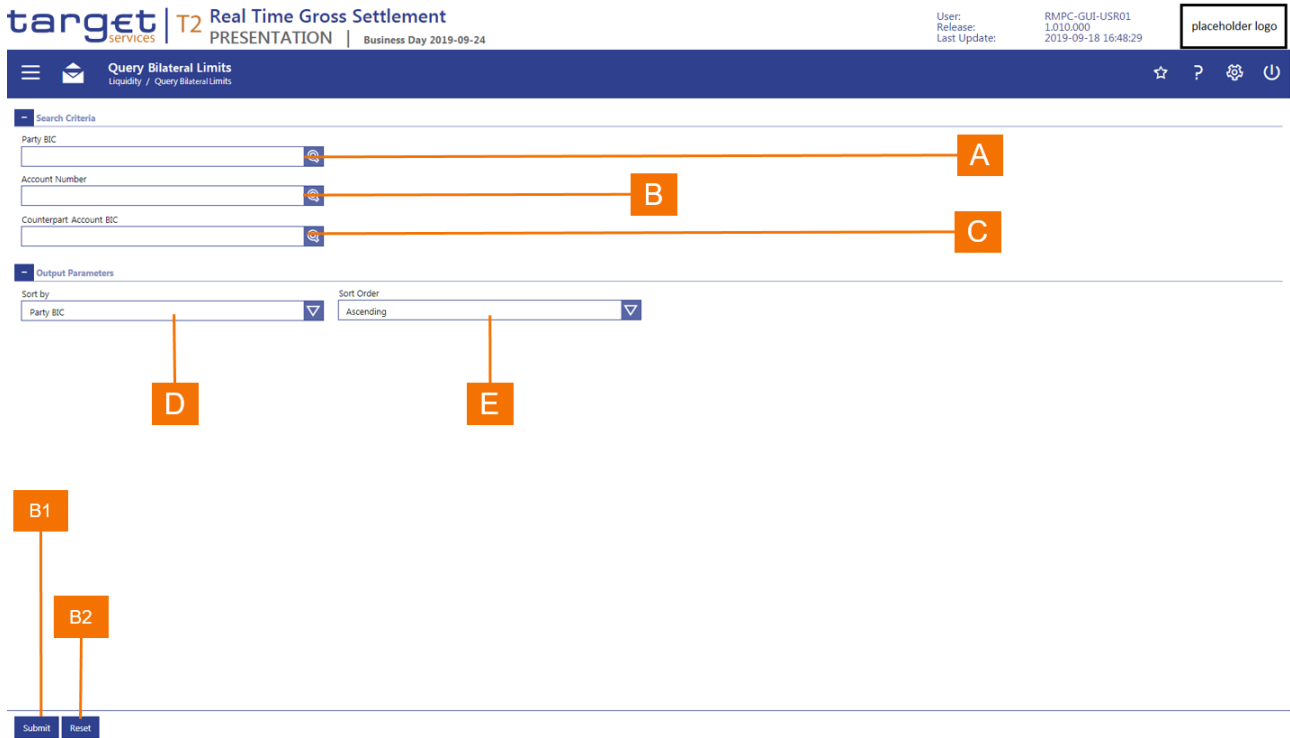 target services T2 Real Time Gross Settlement
PRESENTATION | Business Day 2019-09-24
User: RMPC-GUI-USR01
Release: 1.010.000
Last Update: 2019-09-18 16:48:29
placeholder logo
Query Bilateral Limits
Liquidity / Query Bilateral Limits
?
− Search Criteria
Party BIC
A
Account Number
B
Counterpart Account BIC
C
− Output Parameters
Sort by Sort Order
Party BIC Ascending
D E
B1
B2
Submit Reset